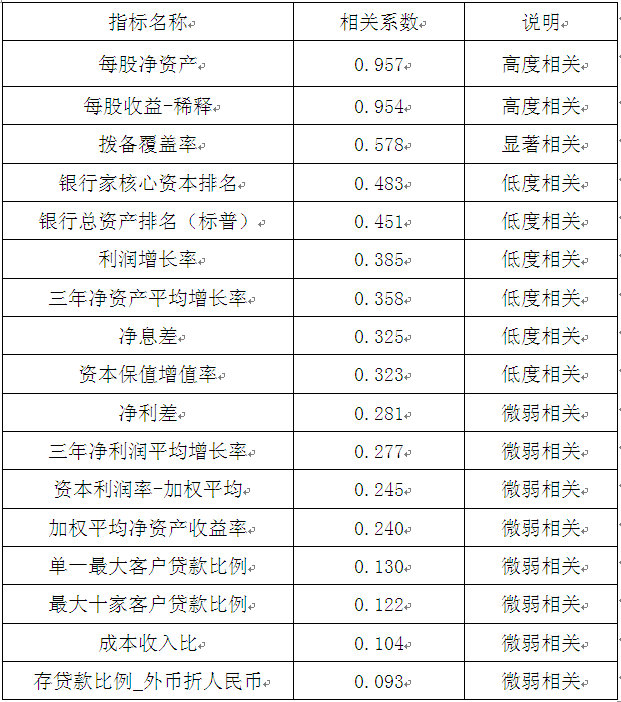 指标名称 相关系数 说明
每股净资产 0.957 高度相关
每股收益-稀释 0.954 高度相关
拨备覆盖率 0.578 显著相关
银行家核心资本排名 0.483 低度相关
银行总资产排名（标普） 0.451 低度相关
利润增长率 0.385 低度相关
三年净资产平均增长率 0.358 低度相关
净息差 0.325 低度相关
资本保值增值率 0.323 低度相关
净利差 0.281 微弱相关
三年净利润平均增长率 0.277 微弱相关
资本利润率-加权平均 0.245 微弱相关
加权平均净资产收益率 0.240 微弱相关
单一最大客户贷款比例 0.130 微弱相关
最大十家客户贷款比例 0.122 微弱相关
成本收入比 0.104 微弱相关
存贷款比例_外币折人民币 0.093 微弱相关